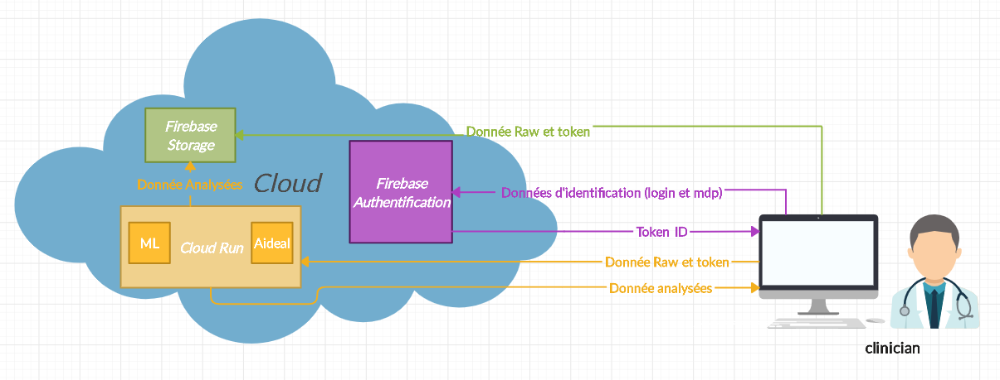 Firebase
Storage
Donnée Raw et token
Donnée Analysées
Cloud
Firebase
Authentification
Données d'identification (login et mdp)
Token ID
ML
Cloud Run
Aideal
Donnée Raw et token
Donnée analysées
clinician